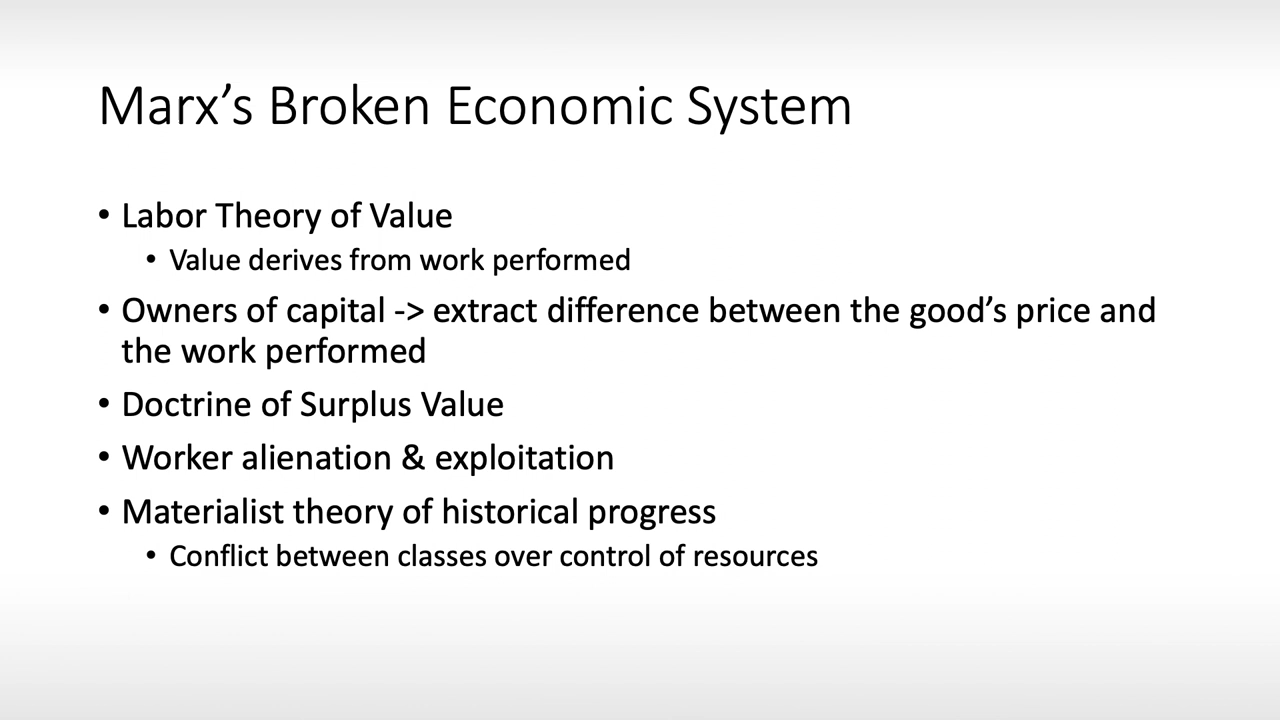 Marx’s Broken Economic System
• Labor Theory of Value
• Value derives from work performed
• Owners of capital -> extract difference between the good’s price and
the work performed
• Doctrine of Surplus Value
• Worker alienation & exploitation
• Materialist theory of historical progress
• Conflict between classes over control of resources